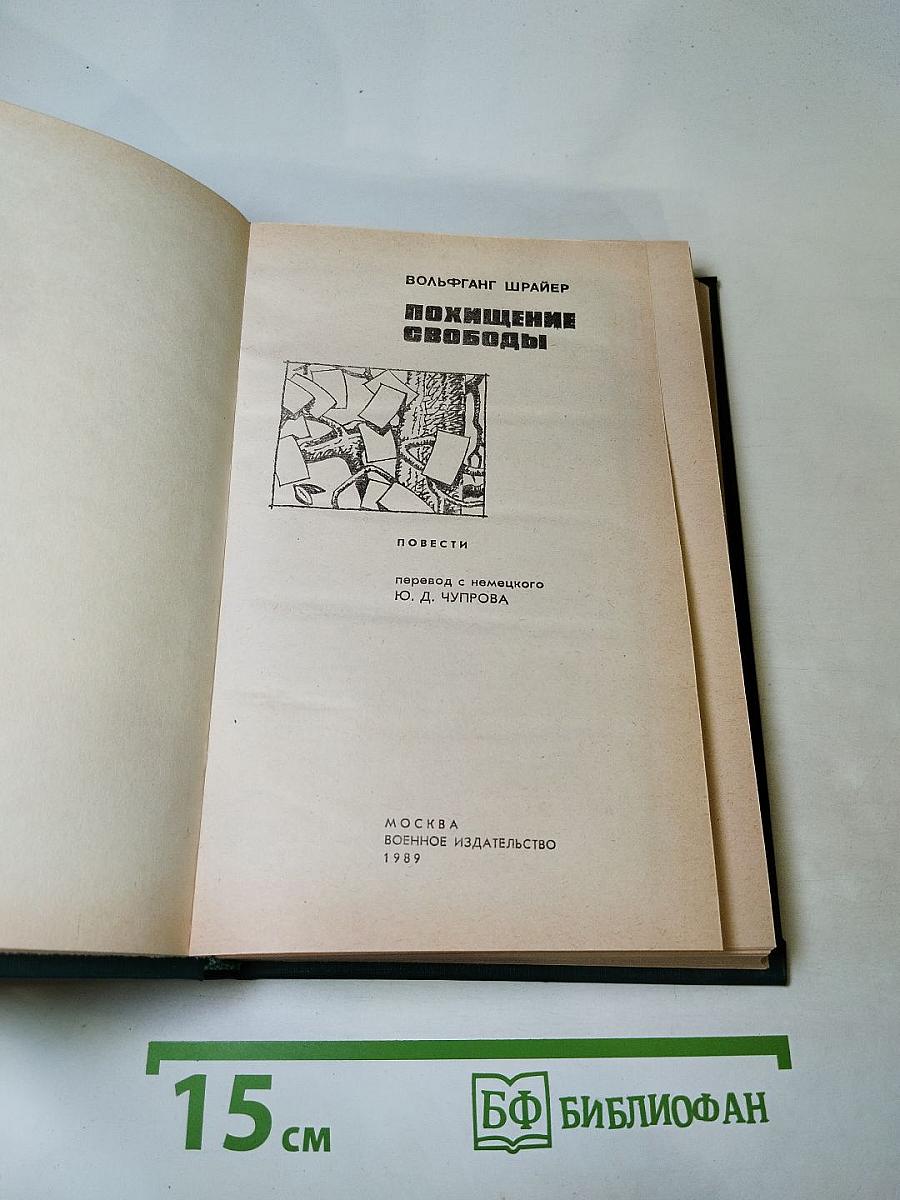 ВОЛЬФГАНГ ШРАЙЕР
ПОХИЩЕНИЕ
СВОБОДЫ
ПОВЕСТИ
перевод с немецкого
Ю. Д. ЧУПРОВА
МОСКВА
ВОЕННОЕ ИЗДАТЕЛЬСТВО
1989
15 см
БФ БИБЛИОФАН